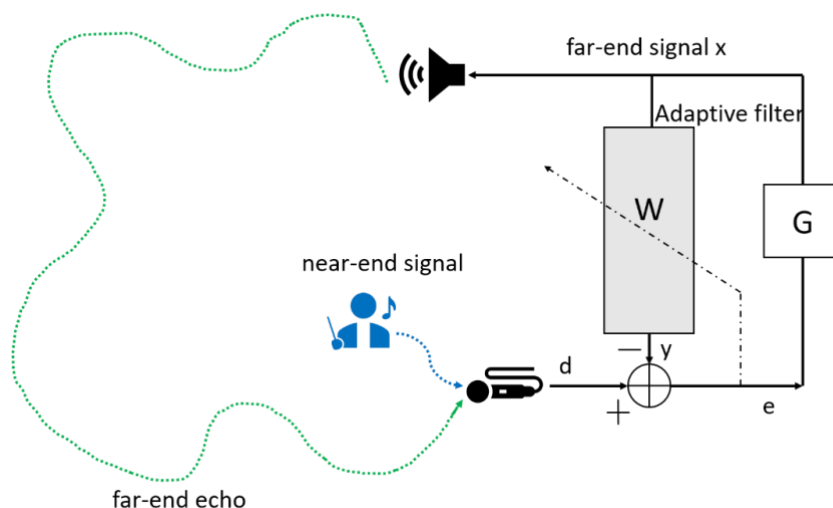 far-end signal x
Adaptive filter
W
G
near-end signal
— y
d
+
e
far-end echo